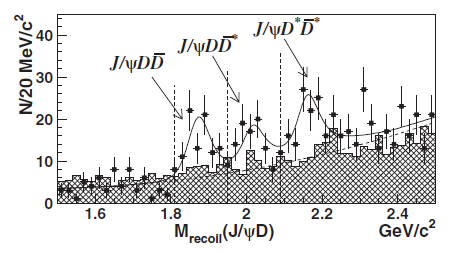 N/20 MeV/c²
40
30
20
10
0
J/ψDD̅
J/ψDD̅*
J/ψD*D̅*
1.6 1.8 2 2.2 2.4
M_recoil(J/ψD) GeV/c²